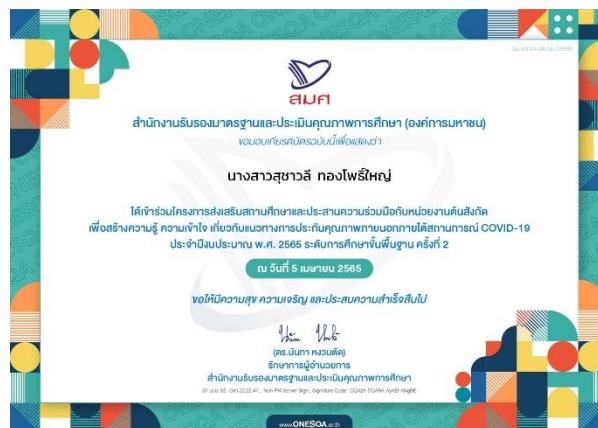 สมศ
สำนักงานรับรองมาตรฐานและประเมินคุณภาพการศึกษา (องค์การมหาชน)
ขอมอบเกียรติบัตรฉบับนี้เพื่อแสดงว่า
นางสาวสุชาวลี ทองโพธิ์ใหญ่
ได้เข้าร่วมโครงการส่งเสริมสถานศึกษาและประสานความร่วมมือกับหน่วยงานต้นสังกัด
เพื่อสร้างความรู้ ความเข้าใจ เกี่ยวกับแนวทางการประกันคุณภาพภายนอกภายใต้สถานการณ์ COVID-19
ประจำปีงบประมาณ พ.ศ. 2565 ระดับการศึกษาขั้นพื้นฐาน ครั้งที่ 2
ณ วันที่ 5 เมษายน 2565
ขอให้มีความสุข ความเจริญ และประสบความสำเร็จสืบไป
(ดร.นันทา หงวนตัด)
รักษาการผู้อำนวยการ
สำนักงานรับรองมาตรฐานและประเมินคุณภาพการศึกษา
www.ONESQA.or.th